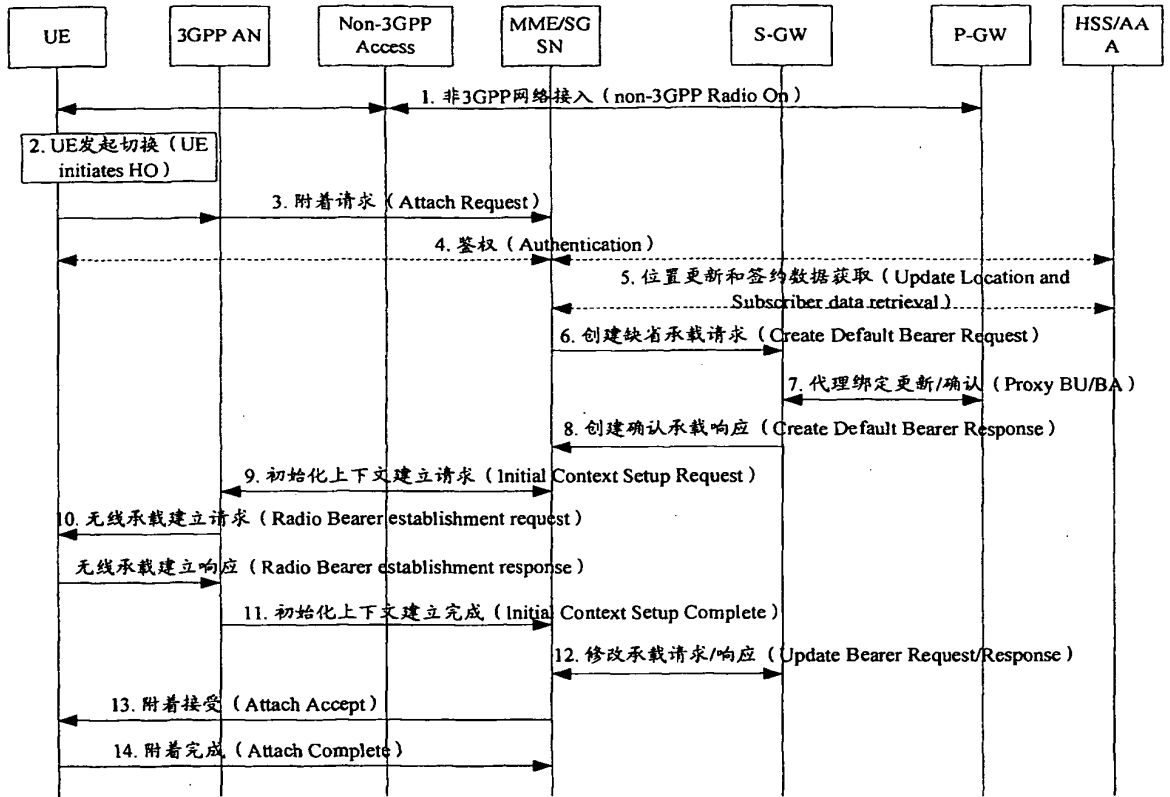 UE
3GPP AN
Non-3GPP
Access
MME/SG
SN
S-GW
P-GW
HSS/AA
A
1. 非3GPP网络接入（non-3GPP Radio On）
2. UE发起切换（UE
initiates HO）
3. 附着请求（Attach Request）
4. 鉴权（Authentication）
5. 位置更新和签约数据获取（Update Location and
Subscriber data retrieval）
6. 创建缺省承载请求（Create Default Bearer Request）
7. 代理绑定更新/确认（Proxy BU/BA）
8. 创建确认承载响应（Create Default Bearer Response）
9. 初始化上下文建立请求（Initial Context Setup Request）
10. 无线承载建立请求（Radio Bearer establishment request）
无线承载建立响应（Radio Bearer establishment response）
11. 初始化上下文建立完成（Initial Context Setup Complete）
12. 修改承载请求/响应（Update Bearer Request/Response）
13. 附着接受（Attach Accept）
14. 附着完成（Attach Complete）